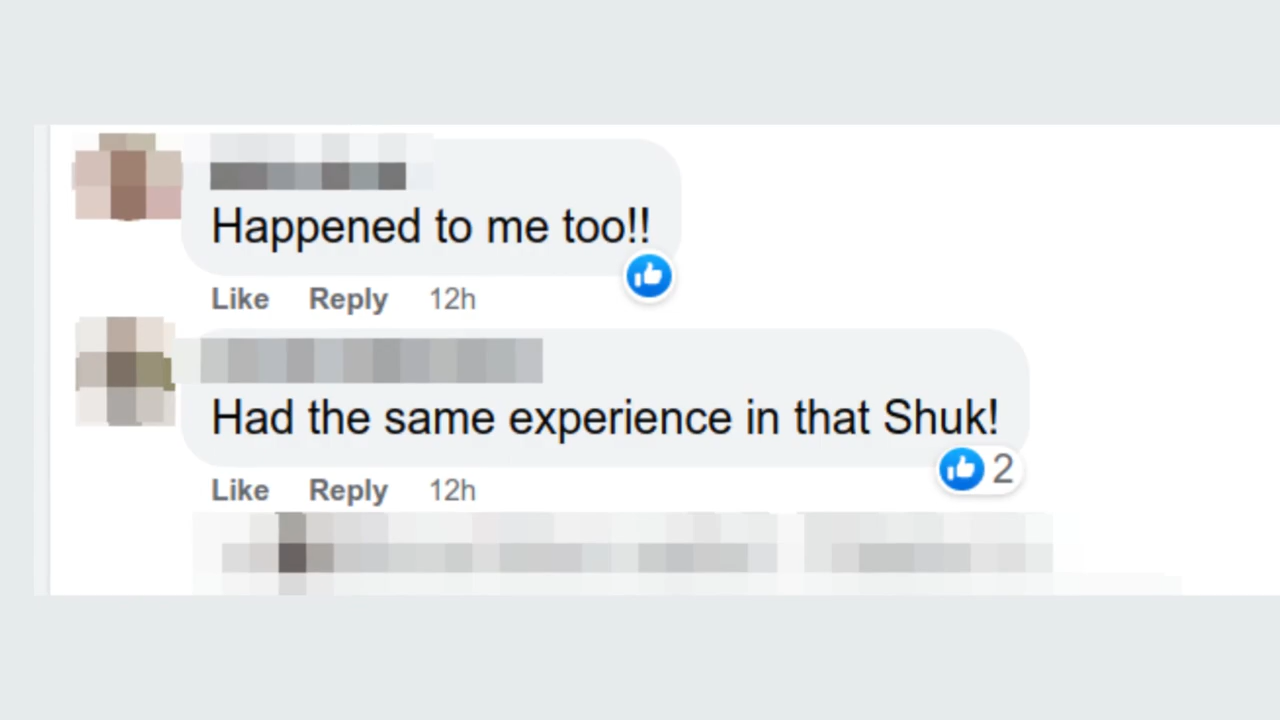 Happened to me too!!
Like Reply 12h
Had the same experience in that Shuk!
2
Like Reply 12h